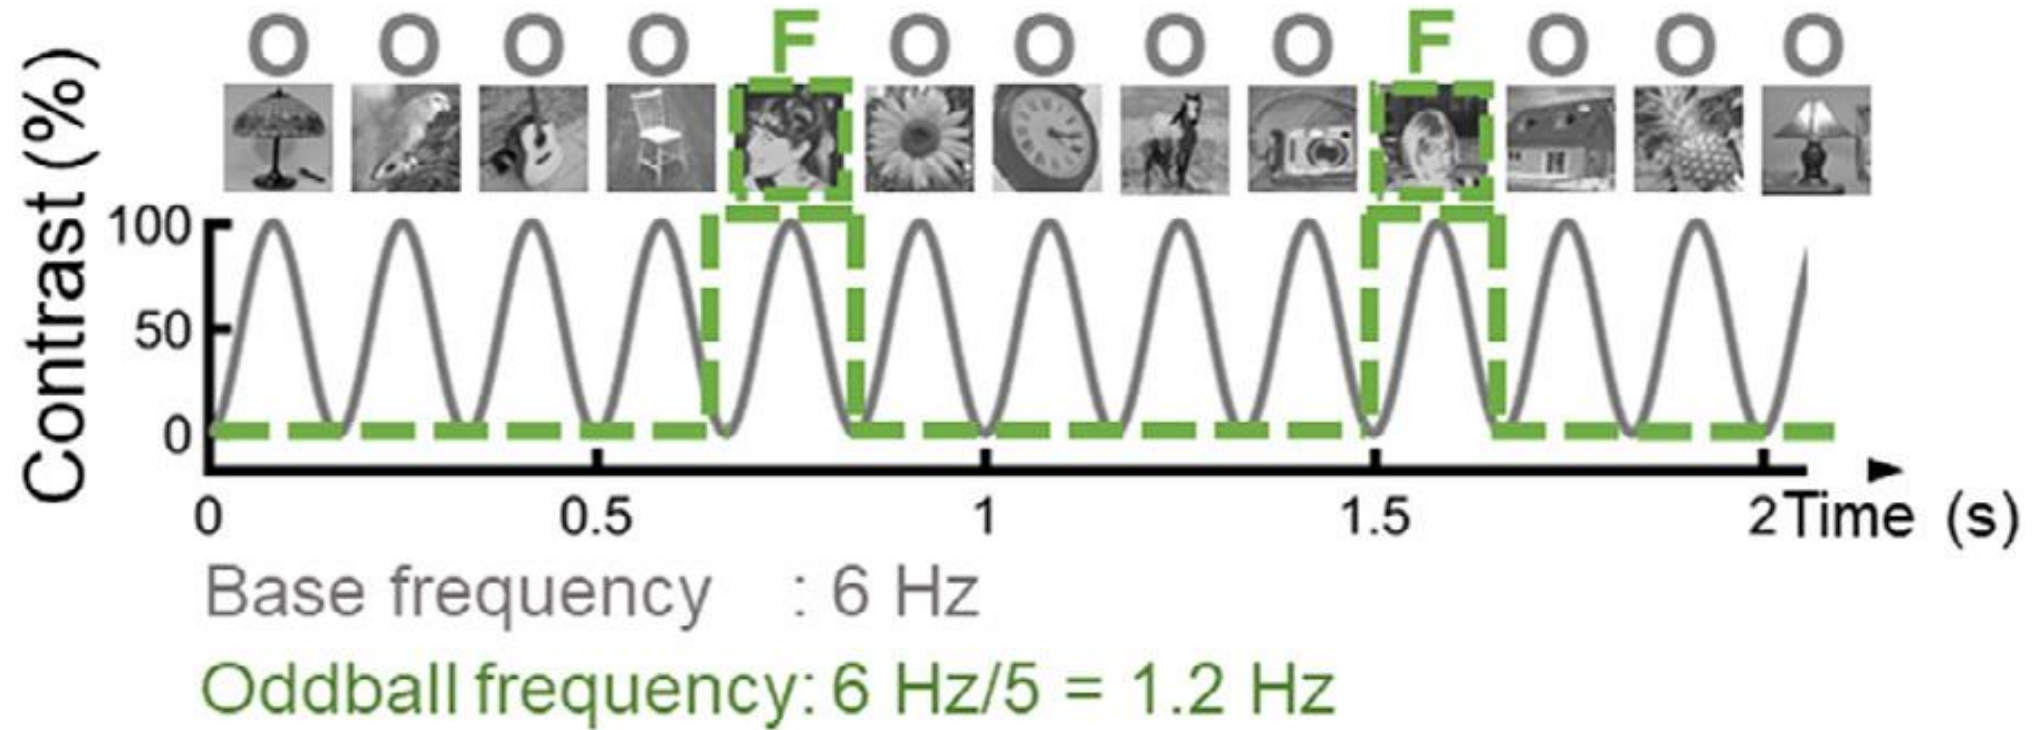 O O O O F O O O O F O O O
Contrast (%)
100
50
0
0 0.5 1 1.5 2 Time (s)
Base frequency : 6 Hz
Oddball frequency: 6 Hz/5 = 1.2 Hz